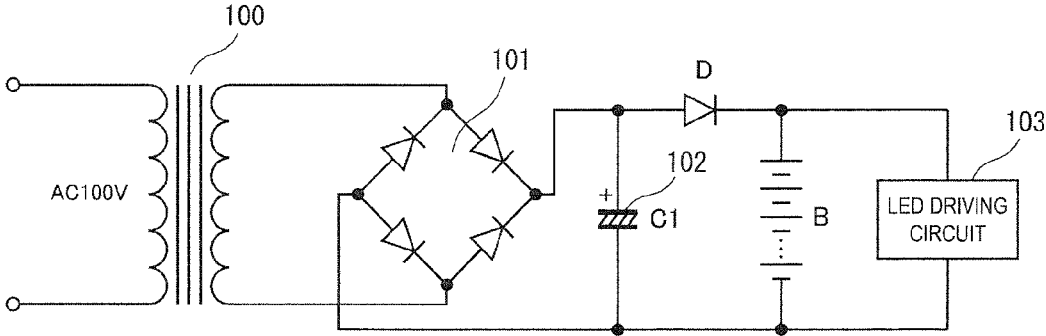 100
101
D
103
AC100V
+
102
C1
B
LED DRIVING
CIRCUIT